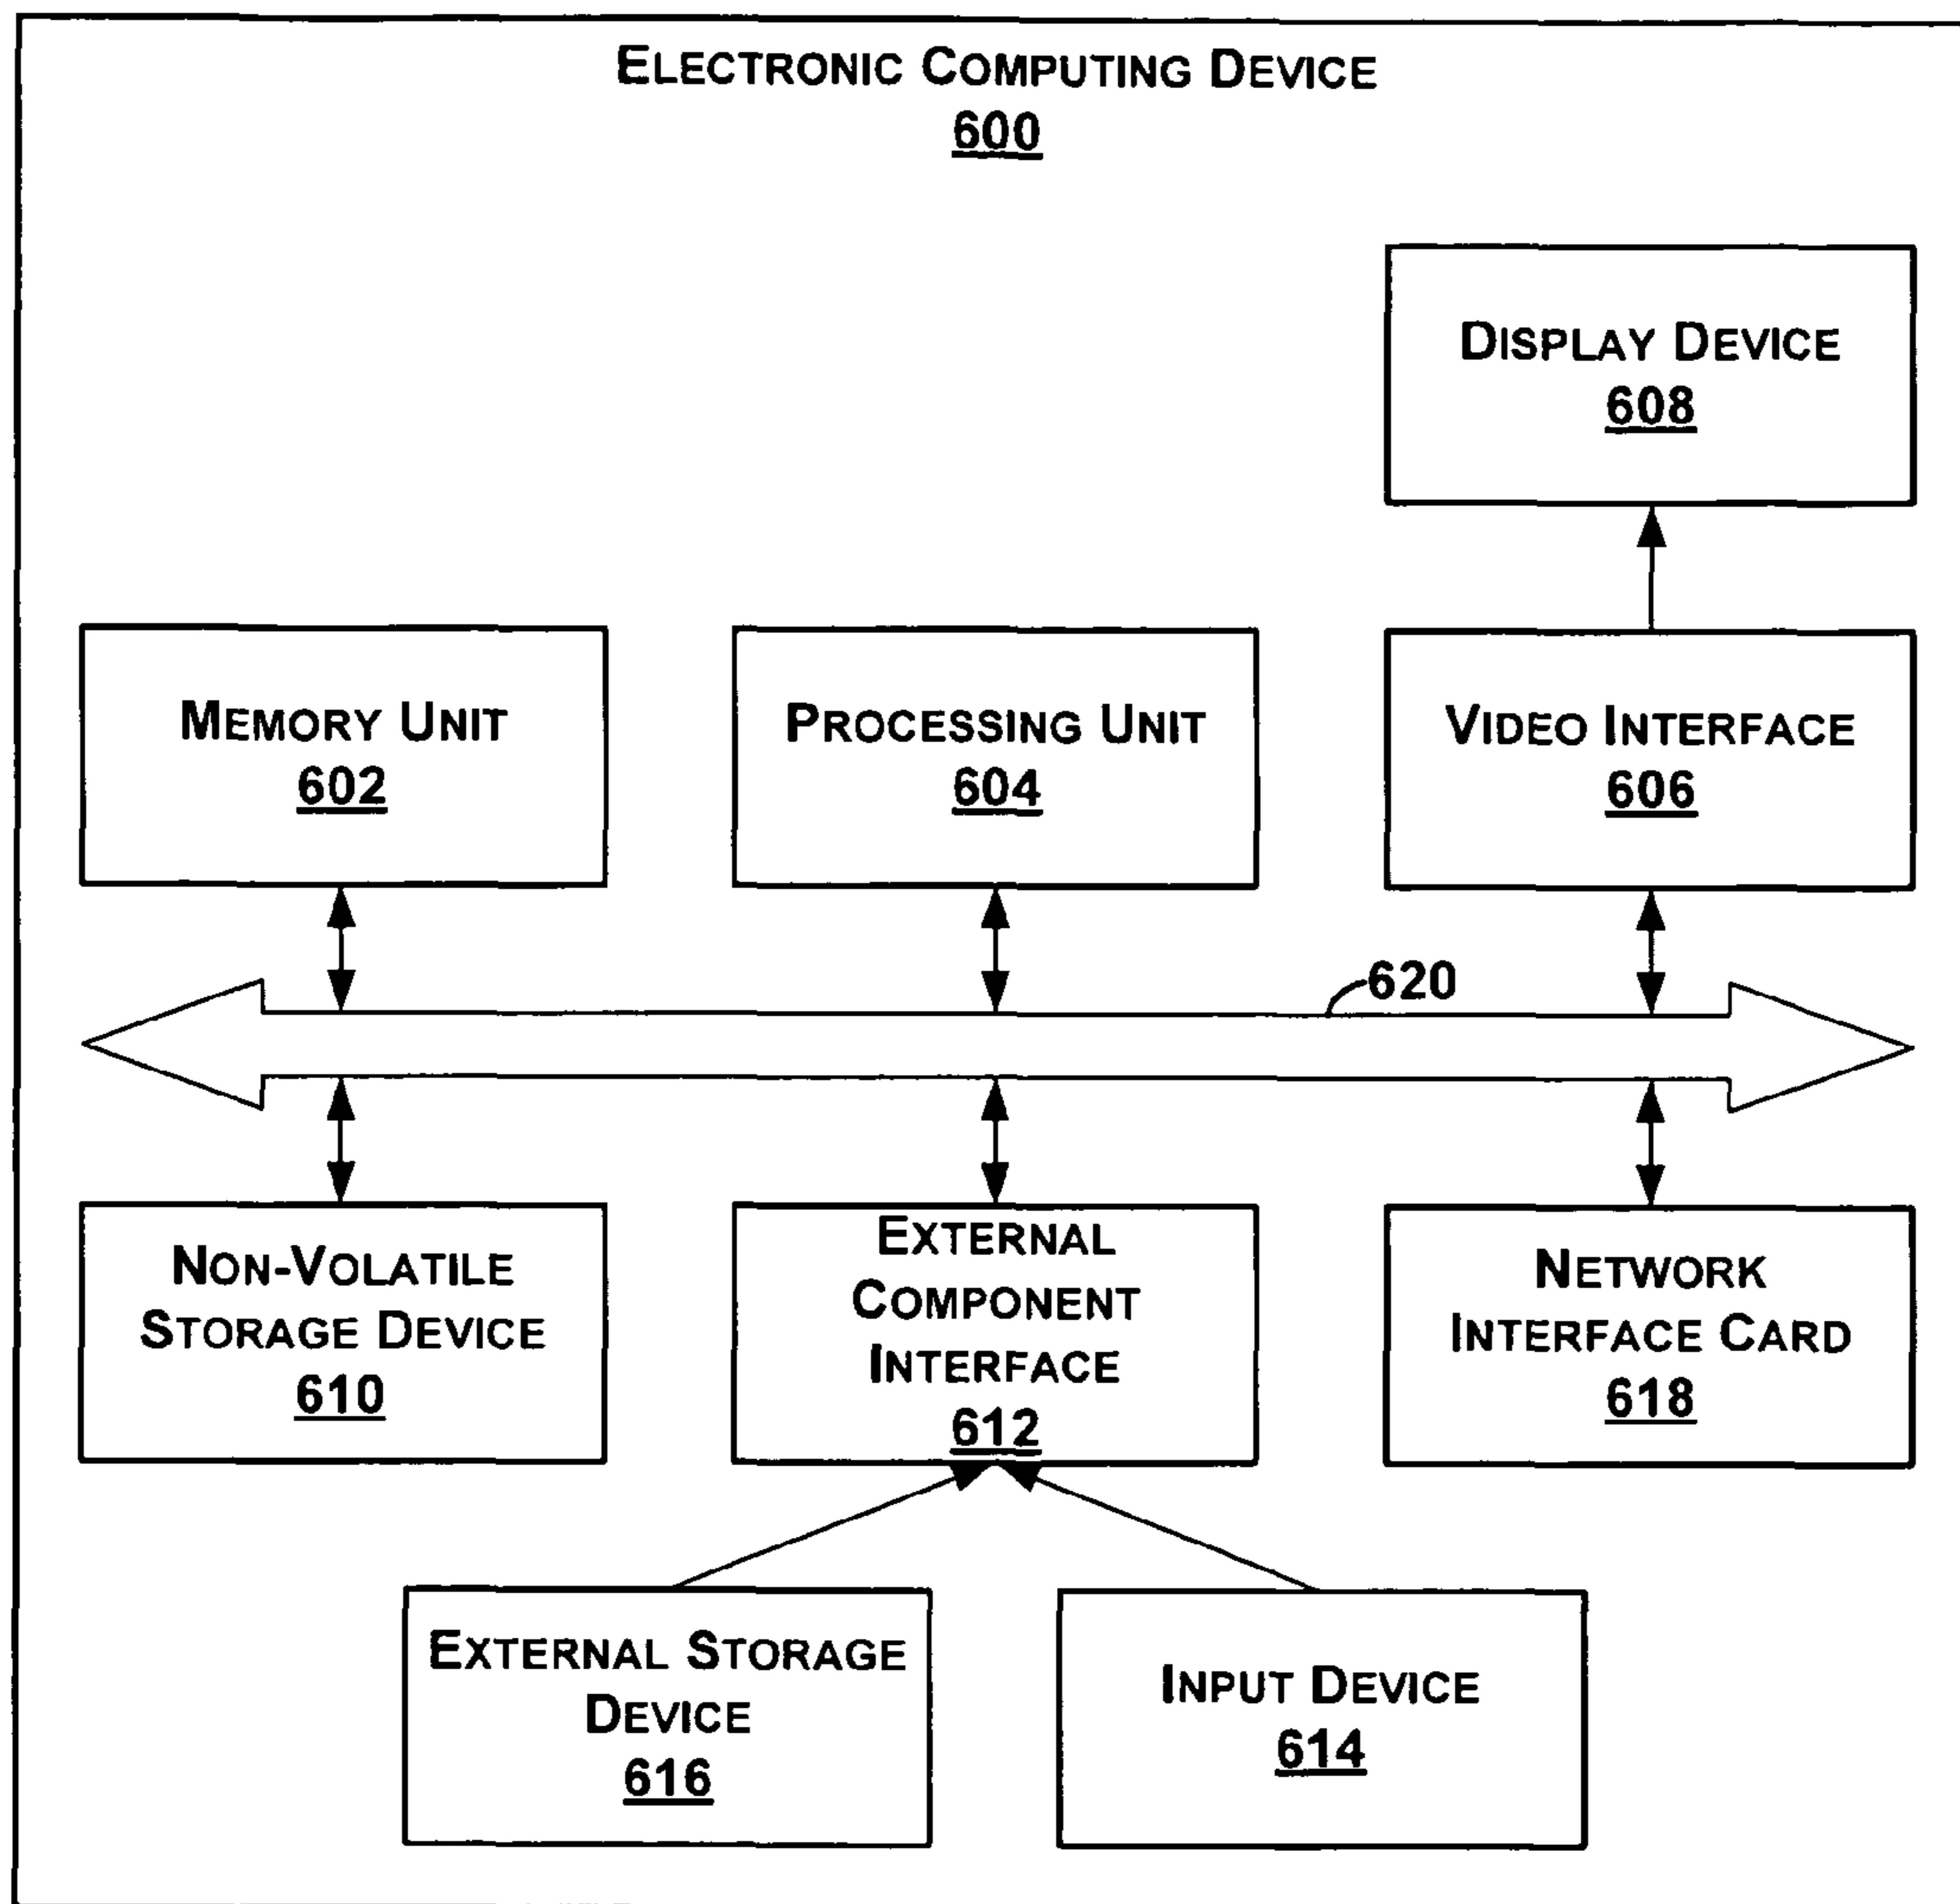 ELECTRONIC COMPUTING DEVICE
600
DISPLAY DEVICE
608
MEMORY UNIT
602
PROCESSING UNIT
604
VIDEO INTERFACE
606
620
NON-VOLATILE
STORAGE DEVICE
610
EXTERNAL
COMPONENT
INTERFACE
612
NETWORK
INTERFACE CARD
618
EXTERNAL STORAGE
DEVICE
616
INPUT DEVICE
614